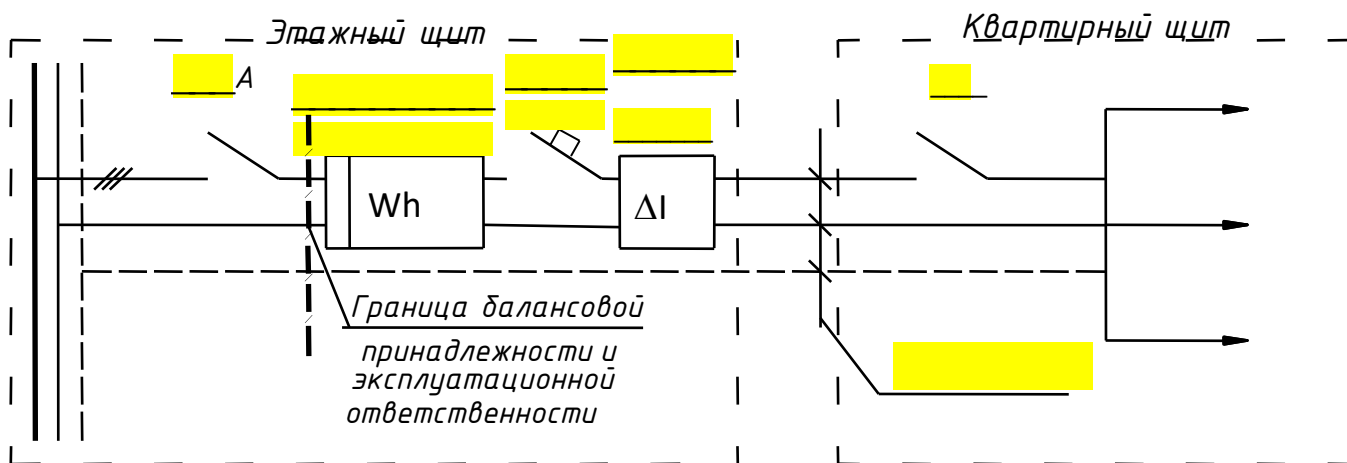 Этажный щит
Квартирный щит
А
Wh
ΔI
Граница балансовой
принадлежности и
эксплуатационной
ответственности